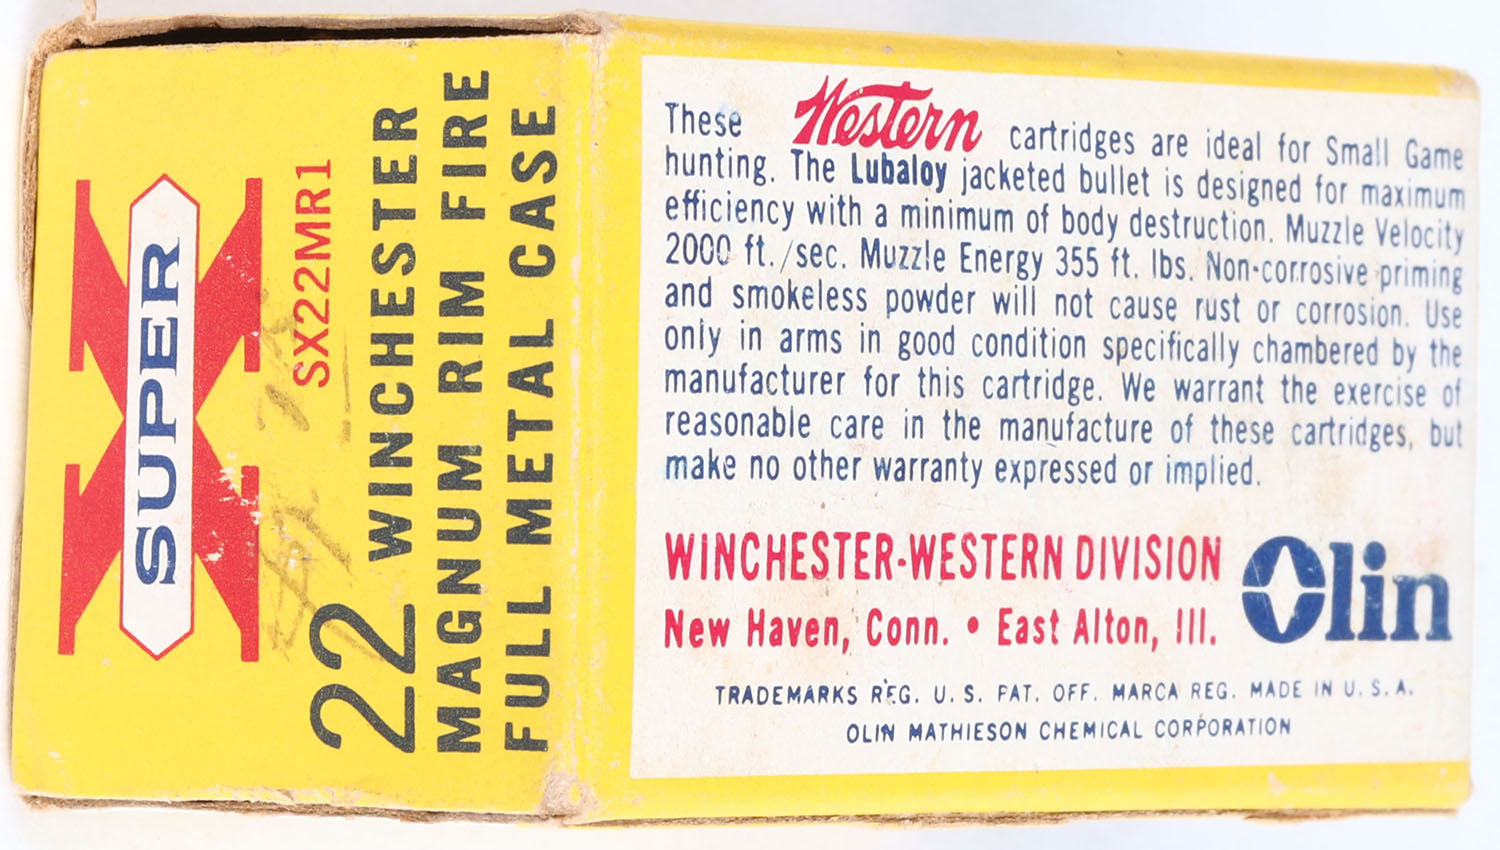 SUPER X
SX22MR1
22 WINCHESTER
MAGNUM RIM FIRE
FULL METAL CASE
These Western cartridges are ideal for Small Game
hunting. The Lubaloy jacketed bullet is designed for maximum
efficiency with a minimum of body destruction. Muzzle Velocity
2000 ft./sec. Muzzle Energy 355 ft. lbs. Non-corrosive priming
and smokeless powder will not cause rust or corrosion. Use
only in arms in good condition specifically chambered by the
manufacturer for this cartridge. We warrant the exercise of
reasonable care in the manufacture of these cartridges, but
make no other warranty expressed or implied.
WINCHESTER-WESTERN DIVISION
New Haven, Conn. • East Alton, Ill.
Olin
TRADEMARKS REG. U. S. PAT. OFF. MARCA REG. MADE IN U. S. A.
OLIN MATHIESON CHEMICAL CORPORATION